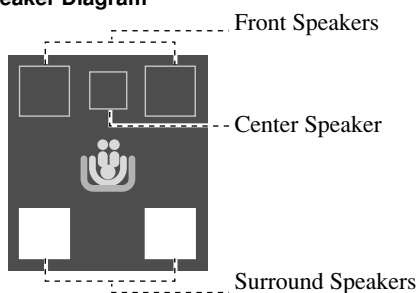 eaker Diagram
Front Speakers
Center Speaker
Surround Speakers